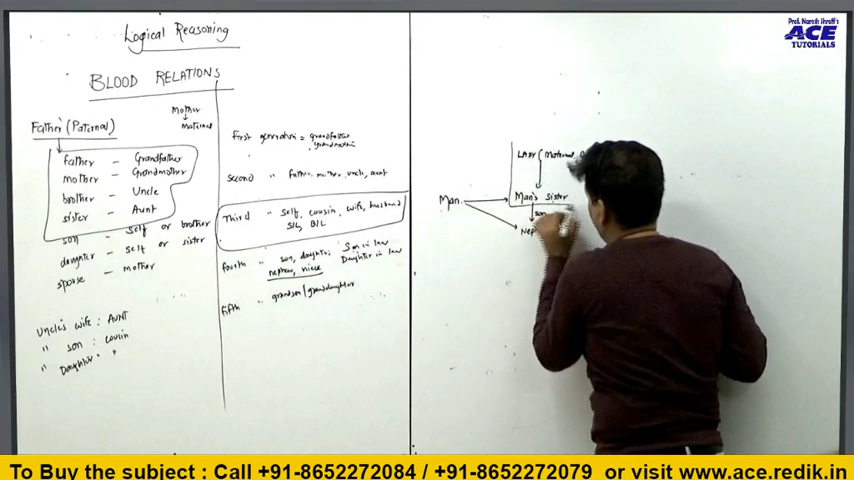 Prof. Naresh Shroff's
ACE
TUTORIALS
Logical Reasoning
BLOOD RELATIONS
Father (Paternal)
Mother
maternal
father – Grandfather
mother – Grandmother
brother – Uncle
sister – Aunt
son – self or brother
daughter – self or sister
spouse – mother
Uncle's wife : AUNT
" son : cousin
" Daughter " "
First generation = grandfather
, grandmother
second " father, mother, uncle, aunt
Third " self, cousin, wife, husband
SIL, BIL
fourth " son, daughter, Son in law
nephew, niece Daughter in law
fifth " grandson/granddaughter
LADY (maternal
Man
Man's sister
son
Nep
To Buy the subject : Call +91-8652272084 / +91-8652272079 or visit www.ace.redik.in